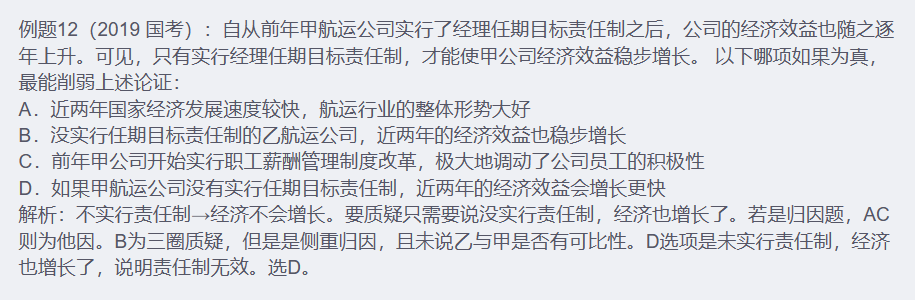 例题12（2019 国考）：自从前年甲航运公司实行了经理任期目标责任制之后，公司的经济效益也随之逐
年上升。可见，只有实行经理任期目标责任制，才能使甲公司经济效益稳步增长。 以下哪项如果为真，
最能削弱上述论证：
A．近两年国家经济发展速度较快，航运行业的整体形势大好
B．没实行任期目标责任制的乙航运公司，近两年的经济效益也稳步增长
C．前年甲公司开始实行职工薪酬管理制度改革，极大地调动了公司员工的积极性
D．如果甲航运公司没有实行任期目标责任制，近两年的经济效益会增长更快
解析：不实行责任制→经济不会增长。要质疑只需要说没实行责任制，经济也增长了。若是归因题，AC
则为他因。B为三圈质疑，但是是侧重归因，且未说乙与甲是否有可比性。D选项是未实行责任制，经济
也增长了，说明责任制无效。选D。